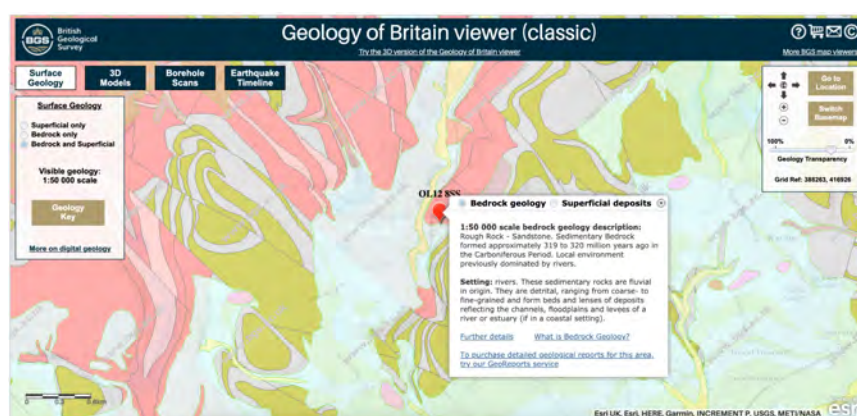 BGS
British
Geological
Survey
Geology of Britain viewer (classic)
Try the 3D version of the Geology of Britain viewer
More BGS map viewers
Surface
Geology
3D
Models
Borehole
Scans
Earthquake
Timeline
Surface Geology
Superficial only
Bedrock only
Bedrock and Superficial
Visible geology:
1:50 000 scale
Geology
Key
More on digital geology
Go to
Location
Switch
Basemap
100% 0%
Geology Transparency
OL12 8SS
Bedrock geology Superficial deposits
1:50 000 scale bedrock geology description:
Rough Rock - Sandstone. Sedimentary Bedrock
formed approximately 319 to 320 million years ago in
the Carboniferous Period. Local environment
previously dominated by rivers.
Setting: rivers. These sedimentary rocks are fluvial
in origin. They are detrital, ranging from coarse- to
fine-grained and form beds and lenses of deposits
reflecting the channels, floodplains and levees of a
river or estuary (if in a coastal setting).
Further details What is Bedrock Geology?
To purchase detailed geological reports for this area,
try our GeoReports service
Esri UK, Esri, HERE, Garmin, INCREMENT P, USGS, METI/NASA
esri